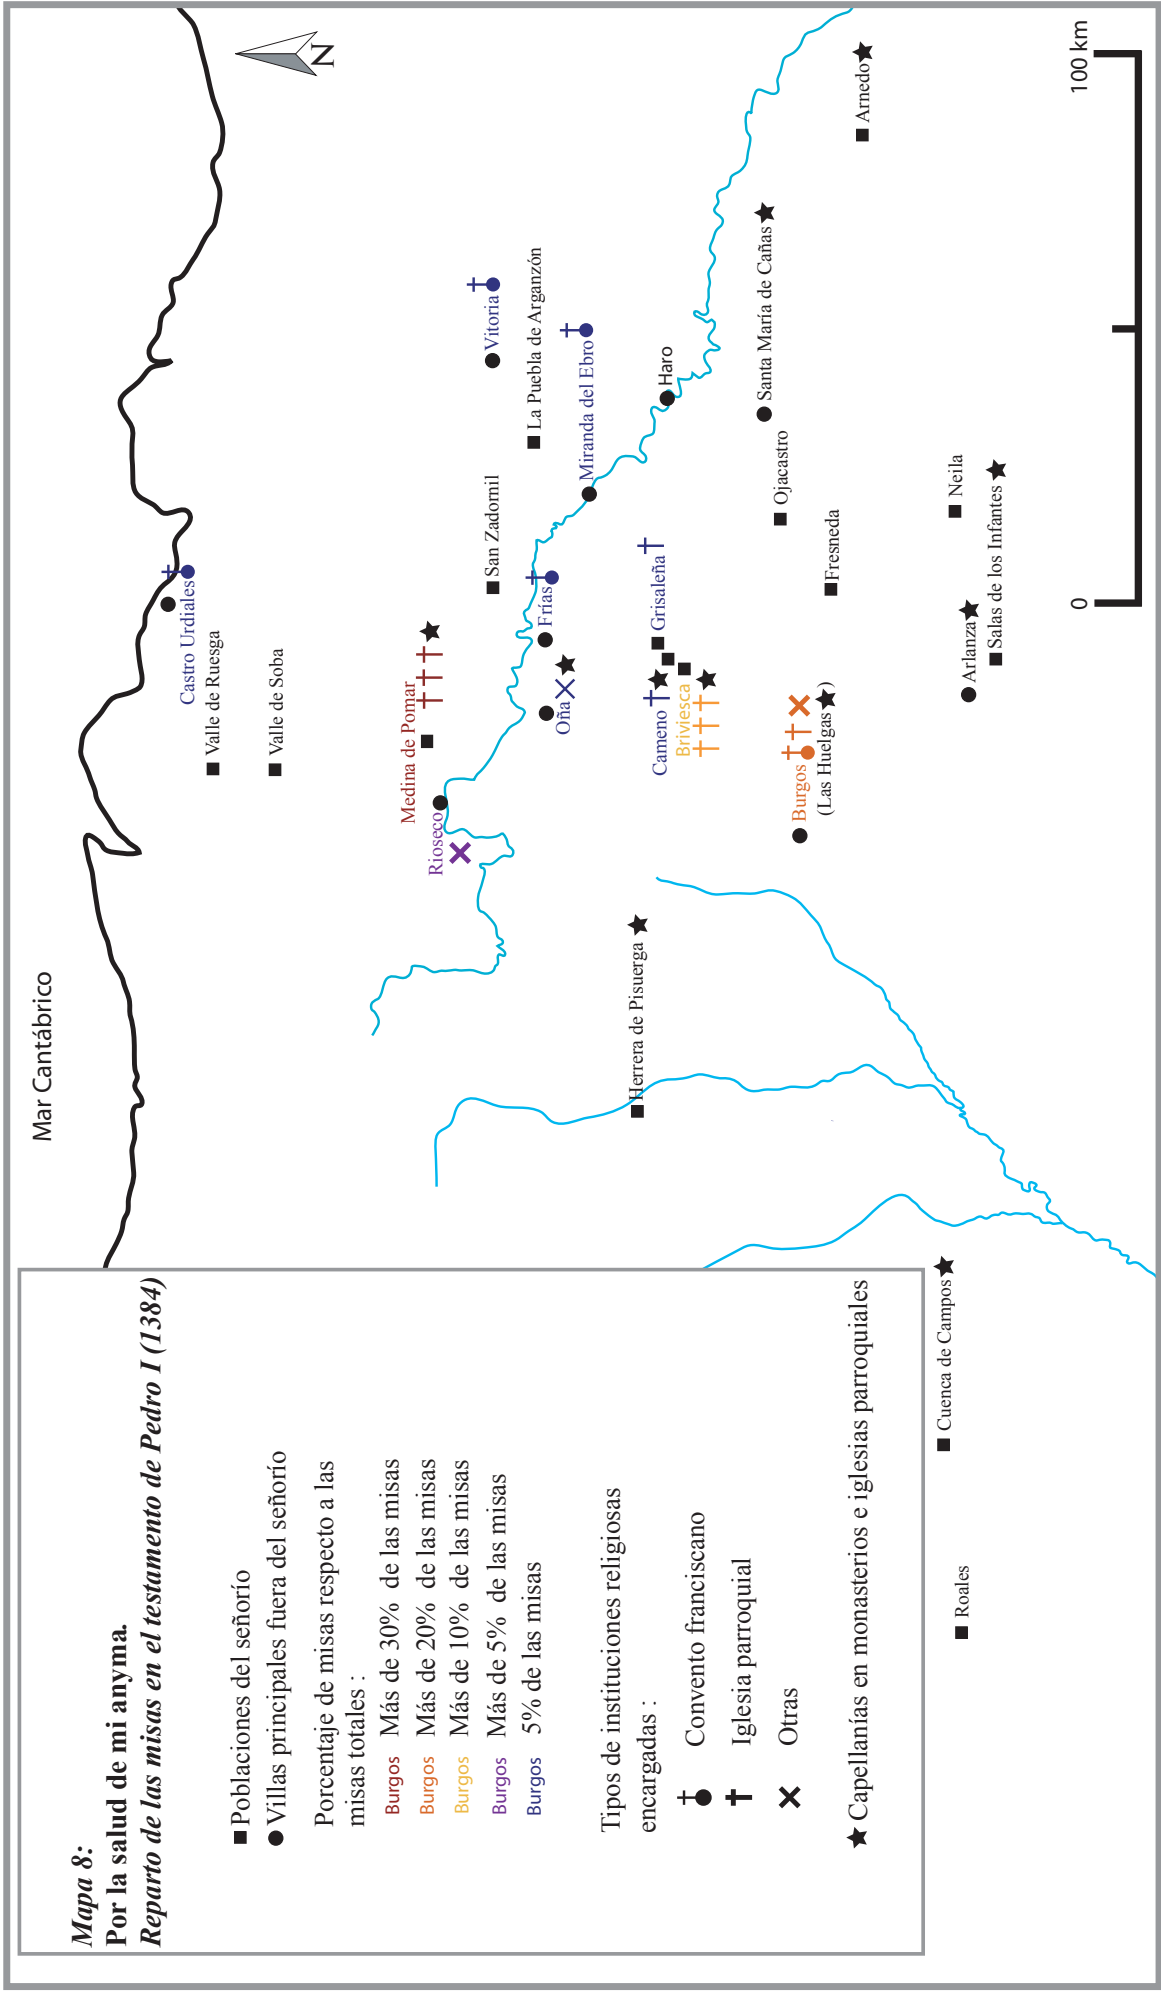 Mapa 8:
Por la salud de mi anyma.
Reparto de las misas en el testamento de Pedro I (1384)
Poblaciones del señorío
Villas principales fuera del señorío
Porcentaje de misas respecto a las
misas totales :
Burgos Más de 30% de las misas
Burgos Más de 20% de las misas
Burgos Más de 10% de las misas
Burgos Más de 5% de las misas
Burgos 5% de las misas
Tipos de instituciones religiosas
encargadas :
Convento franciscano
Iglesia parroquial
Otras
Capellanías en monasterios e iglesias parroquiales
Mar Cantábrico
N
Castro Urdiales
Valle de Ruesga
Valle de Soba
Medina de Pomar
Rioseco
San Zadornil
Vitoria
La Puebla de Arganzón
Frías
Oña
Miranda del Ebro
Haro
Grisaleña
Cameno
Briviesca
Herrera de Pisuerga
Burgos
(Las Huelgas )
Santa María de Cañas
Ojacastro
Fresneda
Arnedo
Neila
Salas de los Infantes
Arlanza
Cuenca de Campos
Roales
0
100 km